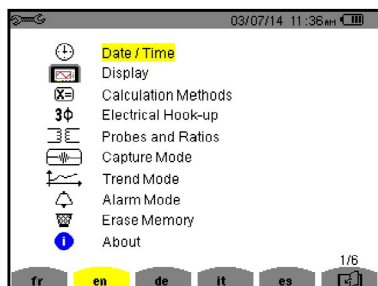 03/07/14 11:36AM
Date / Time
Display
X= Calculation Methods
3ϕ Electrical Hook-up
Probes and Ratios
Capture Mode
Trend Mode
Alarm Mode
Erase Memory
i About
1/6
fr en de it es